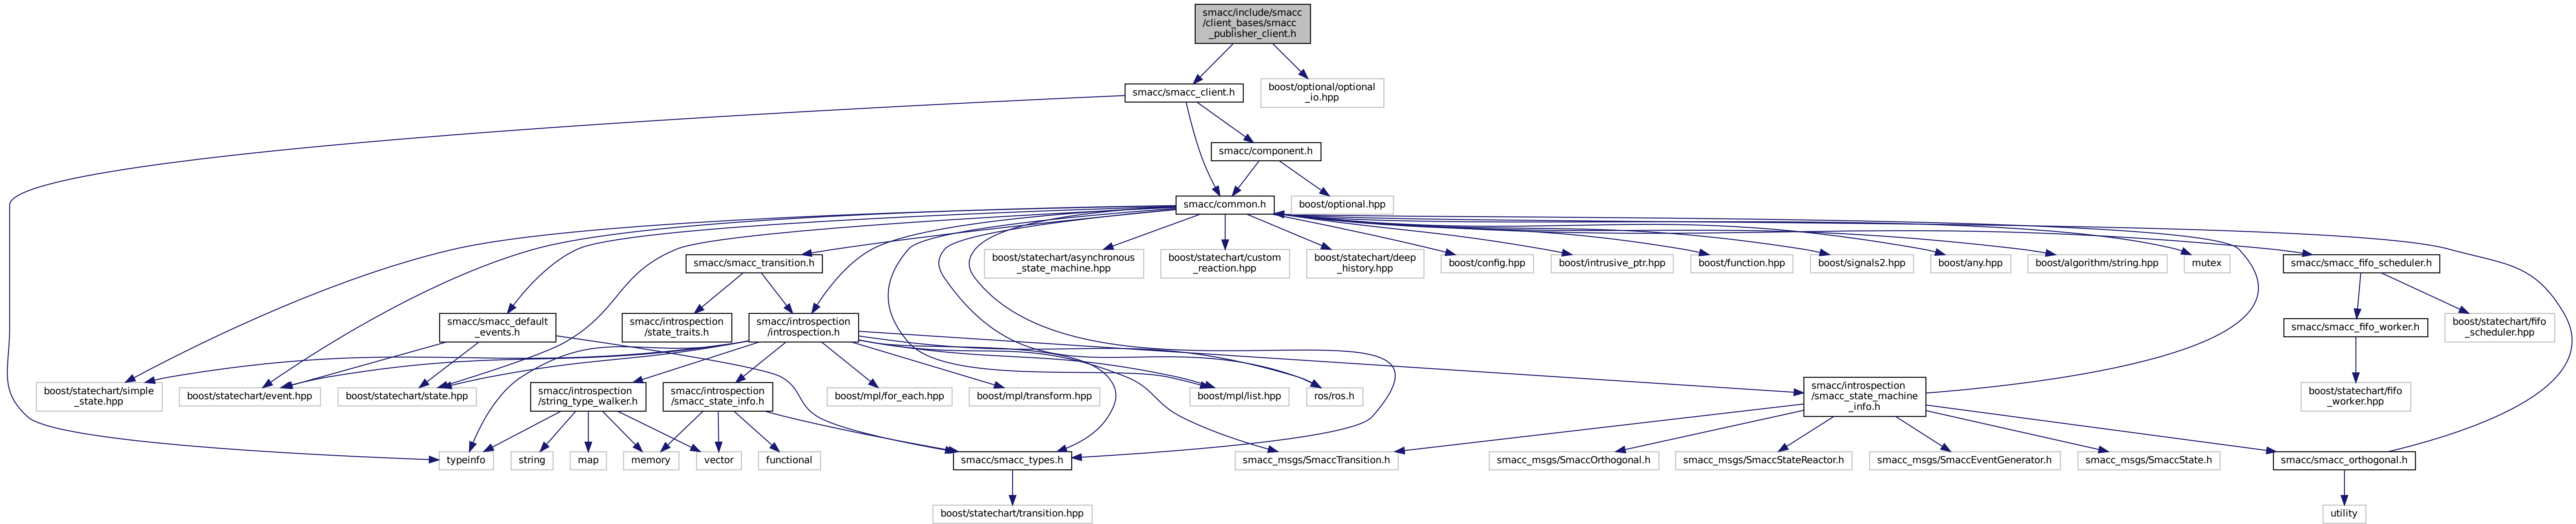 smacc/include/smacc
/client_bases/smacc
_publisher_client.h
smacc/smacc_client.h
boost/optional/optional
_io.hpp
smacc/component.h
smacc/common.h
boost/optional.hpp
smacc/smacc_transition.h
boost/statechart/asynchronous
_state_machine.hpp
boost/statechart/custom
_reaction.hpp
boost/statechart/deep
_history.hpp
boost/config.hpp
boost/intrusive_ptr.hpp
boost/function.hpp
boost/signals2.hpp
boost/any.hpp
boost/algorithm/string.hpp
mutex
smacc/smacc_fifo_scheduler.h
smacc/smacc_default
_events.h
smacc/introspection
/state_traits.h
smacc/introspection
/introspection.h
smacc/smacc_fifo_worker.h
boost/statechart/fifo
_scheduler.hpp
boost/statechart/simple
_state.hpp
boost/statechart/event.hpp
boost/statechart/state.hpp
smacc/introspection
/string_type_walker.h
smacc/introspection
/smacc_state_info.h
boost/mpl/for_each.hpp
boost/mpl/transform.hpp
boost/mpl/list.hpp
ros/ros.h
smacc/introspection
/smacc_state_machine
_info.h
boost/statechart/fifo
_worker.hpp
typeinfo
string
map
memory
vector
functional
smacc/smacc_types.h
smacc_msgs/SmaccTransition.h
smacc_msgs/SmaccOrthogonal.h
smacc_msgs/SmaccStateReactor.h
smacc_msgs/SmaccEventGenerator.h
smacc_msgs/SmaccState.h
smacc/smacc_orthogonal.h
boost/statechart/transition.hpp
utility